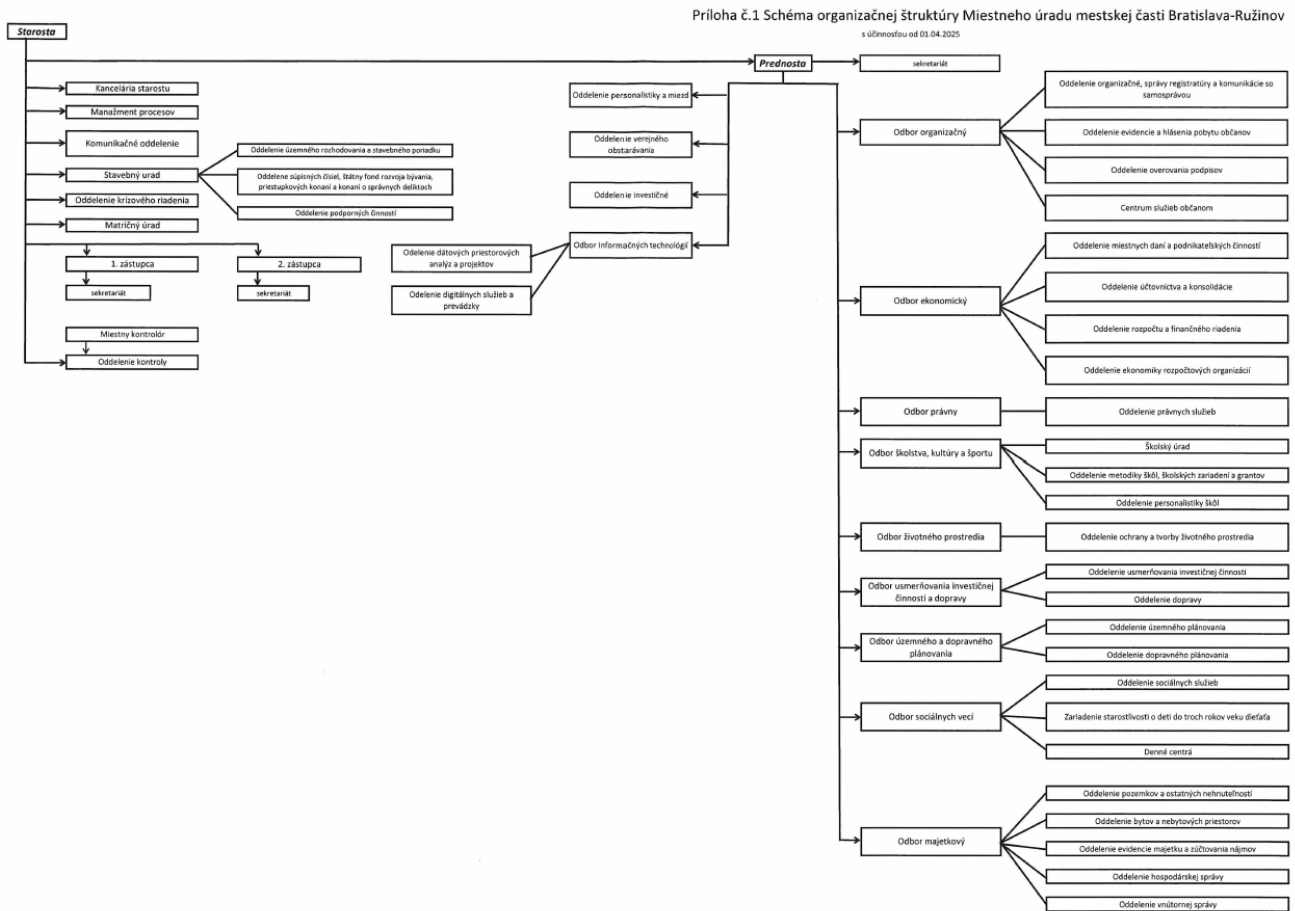 Príloha č.1 Schéma organizačnej štruktúry Miestneho úradu mestskej časti Bratislava-Ružinov
s účinnosťou od 01.04.2025
Starosta
Prednosta
sekretariát
Kancelária starostu
Manažment procesov
Komunikačné oddelenie
Stavebný urad
Oddelenie územného rozhodovania a stavebného poriadku
Oddelene súpisných čísiel, štátny fond rozvoja bývania,
priestupkových konaní a konaní o správnych deliktoch
Oddelenie podporných činností
Oddelenie krízového riadenia
Matričný úrad
1. zástupca
2. zástupca
sekretariát
sekretariát
Miestny kontrolór
Oddelenie kontroly
Oddelenie personalistiky a miezd
Oddelenie verejného
obstarávania
Oddelenie investičné
Odbor Informačných technológií
Odelenie dátových priestorových
analýz a projektov
Odelenie digitálnych služieb a
prevádzky
Odbor organizačný
Oddelenie organizačné, správy registratúry a komunikácie so
samosprávou
Oddelenie evidencie a hlásenia pobytu občanov
Oddelenie overovania podpisov
Centrum služieb občanom
Odbor ekonomický
Oddelenie miestnych daní a podnikateľských činností
Oddelenie účtovníctva a konsolidácie
Oddelenie rozpočtu a finančného riadenia
Oddelenie ekonomiky rozpočtových organizácií
Odbor právny
Oddelenie právnych služieb
Odbor školstva, kultúry a športu
Školský úrad
Oddelenie metodiky škôl, školských zariadení a grantov
Oddelenie personalistiky škôl
Odbor životného prostredia
Oddelenie ochrany a tvorby životného prostredia
Odbor usmerňovania investičnej
činnosti a dopravy
Oddelenie usmerňovania investičnej činnosti
Oddelenie dopravy
Odbor územného a dopravného
plánovania
Oddelenie územného plánovania
Oddelenie dopravného plánovania
Odbor sociálnych vecí
Oddelenie sociálnych služieb
Zariadenie starostlivosti o deti do troch rokov veku dieťaťa
Denné centrá
Odbor majetkový
Oddelenie pozemkov a ostatných nehnuteľností
Oddelenie bytov a nebytových priestorov
Oddelenie evidencie majetku a zúčtovania nájmov
Oddelenie hospodárskej správy
Oddelenie vnútornej správy